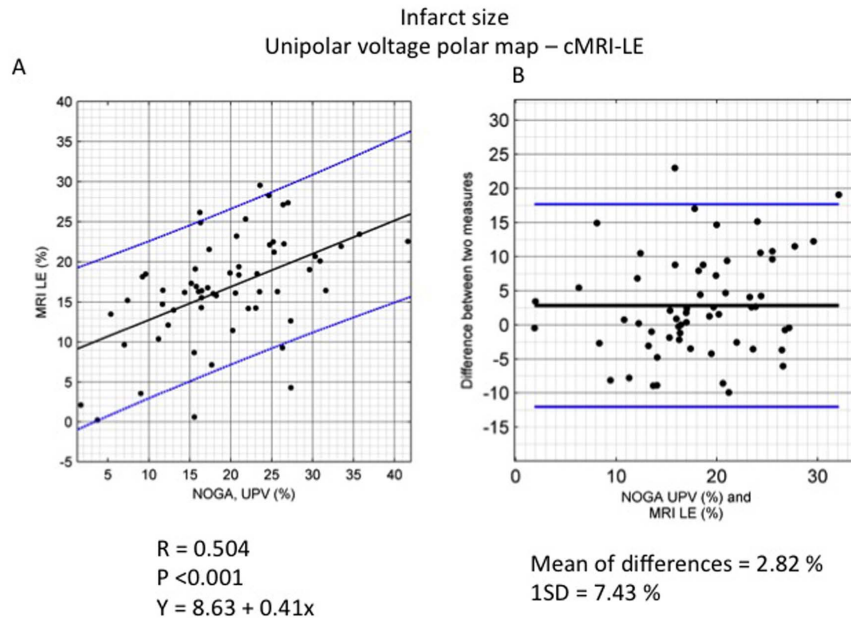 Infarct size
Unipolar voltage polar map – cMRI-LE
A
40
35
30
25
20
15
10
5
0
-5
MRI LE (%)
5 10 15 20 25 30 35 40
NOGA, UPV (%)
R = 0.504
P <0.001
Y = 8.63 + 0.41x
B
30
25
20
15
10
5
0
-5
-10
-15
Difference between two measures
0 10 20 30
NOGA UPV (%) and
MRI LE (%)
Mean of differences = 2.82 %
1SD = 7.43 %